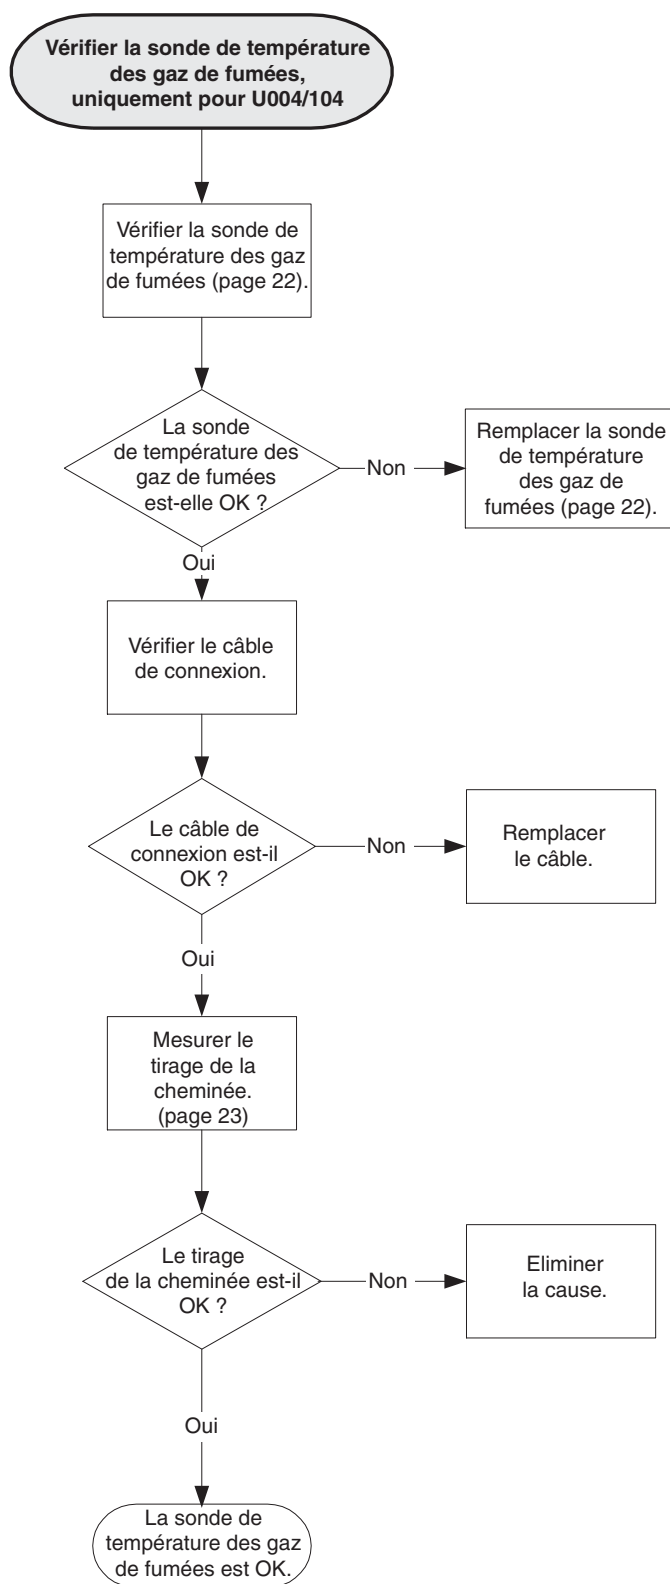 Vérifier la sonde de température
des gaz de fumées,
uniquement pour U004/104
Vérifier la sonde de
température des gaz
de fumées (page 22).
La sonde
de température des
gaz de fumées
est-elle OK ?
Non
Remplacer la sonde
de température
des gaz de
fumées (page 22).
Oui
Vérifier le câble
de connexion.
Le câble de
connexion est-il
OK ?
Non
Remplacer
le câble.
Oui
Mesurer le
tirage de la
cheminée.
(page 23)
Le tirage
de la cheminée est-il
OK ?
Non
Eliminer
la cause.
Oui
La sonde de
température des gaz
de fumées est OK.